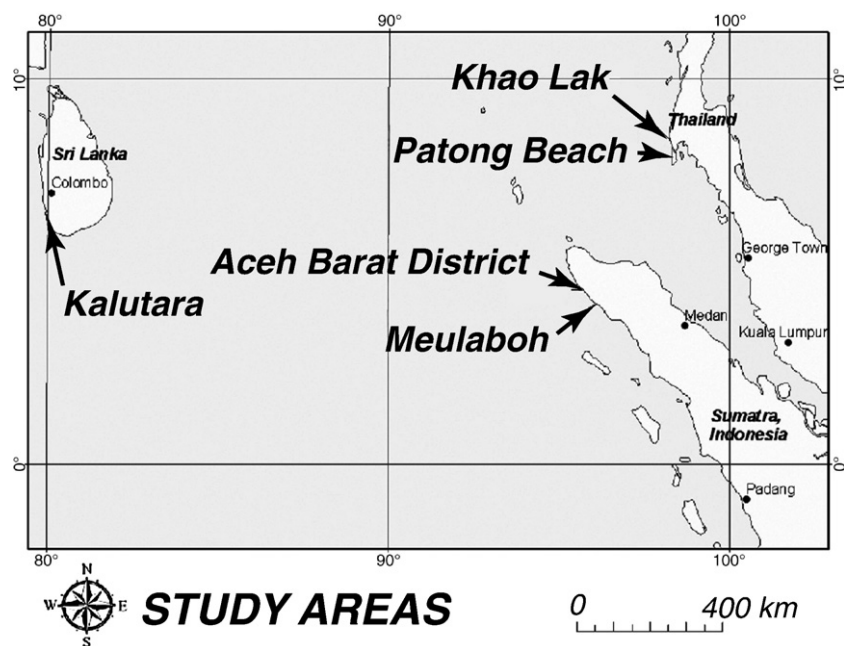 80°
100°
10°
10°
Khao Lak
Thailand
Patong Beach
Sri Lanka
Colombo
Aceh Barat District
George Town
Kalutara
Medan
Meulaboh
Kuala Lumpur
Sumatra,
Indonesia
0°
0°
Padang
80°
90°
100°
N
W E
S
STUDY AREAS
0 400 km